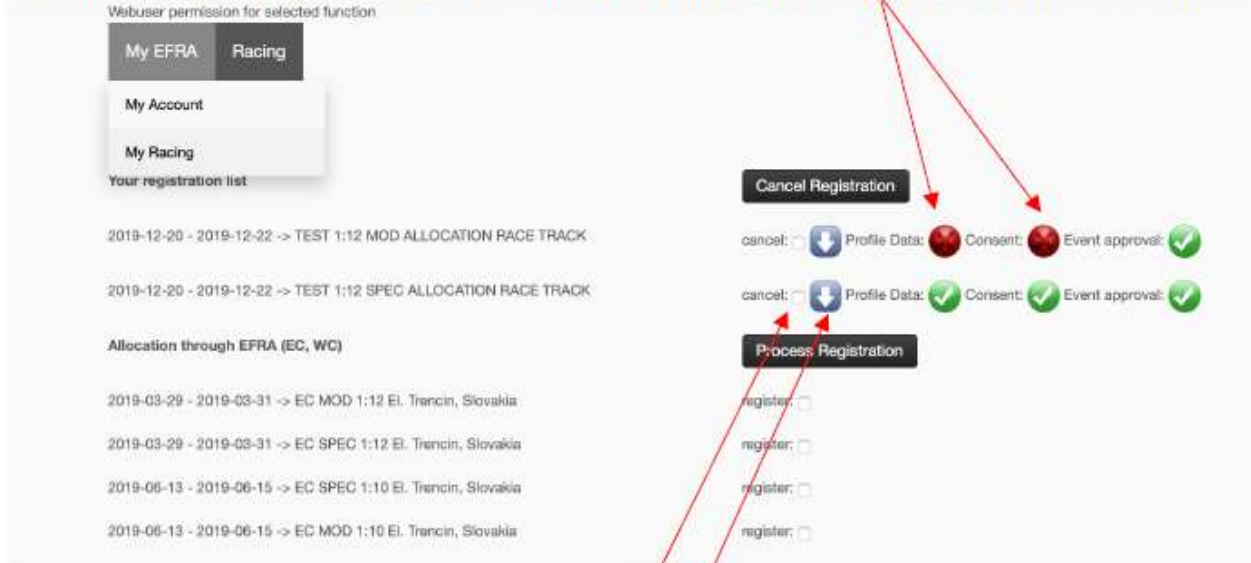 Webuser permission for selected function
My EFRA Racing
My Account
My Racing
Your registration list Cancel Registration
2019-12-20 - 2019-12-22 -> TEST 1:12 MOD ALLOCATION RACE TRACK cancel: Profile Data: Consent: Event approval:
2019-12-20 - 2019-12-22 -> TEST 1:12 SPEC ALLOCATION RACE TRACK cancel: Profile Data: Consent: Event approval:
Allocation through EFRA (EC, WC) Process Registration
2019-03-29 - 2019-03-31 -> EC MOD 1:12 El. Trencin, Slovakia register:
2019-03-29 - 2019-03-31 -> EC SPEC 1:12 El. Trencin, Slovakia register:
2019-06-13 - 2019-06-15 -> EC SPEC 1:10 El. Trencin, Slovakia register:
2019-06-13 - 2019-06-15 -> EC MOD 1:10 El. Trencin, Slovakia register: